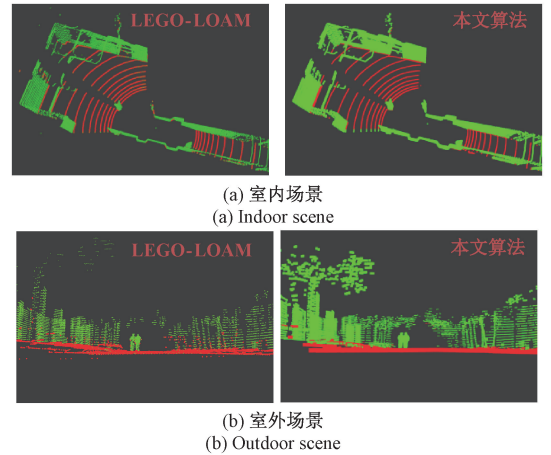 LEGO-LOAM
本文算法
(a) 室内场景
(a) Indoor scene
LEGO-LOAM
本文算法
(b) 室外场景
(b) Outdoor scene